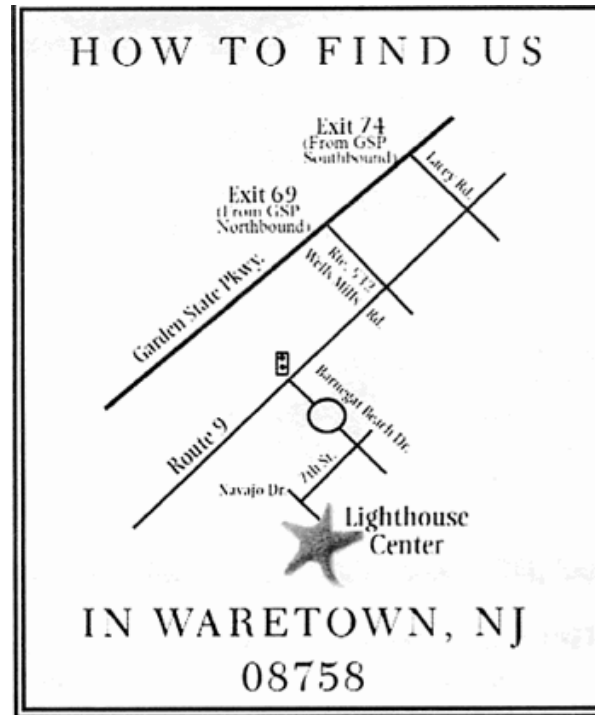 HOW TO FIND US
Exit 74
(From GSP
Southbound)
Lacey Rd.
Exit 69
(From GSP
Northbound)
Rte. 532
Wells Mills Rd.
Garden State Pkwy.
Barnegat Beach Dr.
Route 9
7th St.
Navajo Dr.
Lighthouse
Center
IN WARETOWN, NJ
08758